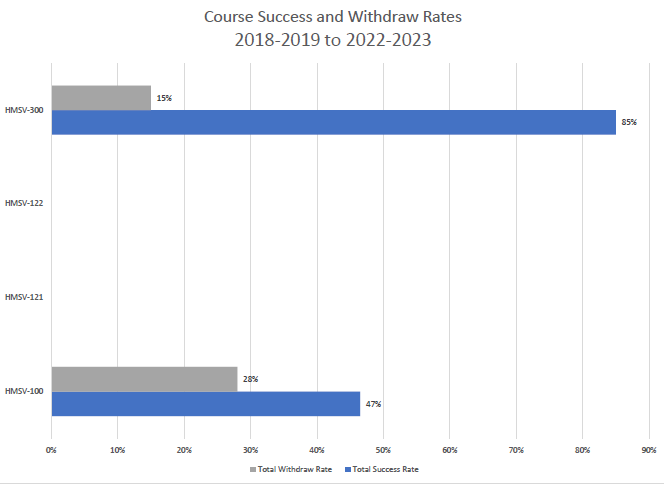 Course Success and Withdraw Rates
2018-2019 to 2022-2023
HMSV-300
15%
85%
HMSV-122
HMSV-121
HMSV-100
28%
47%
0% 10% 20% 30% 40% 50% 60% 70% 80% 90%
Total Withdraw Rate Total Success Rate